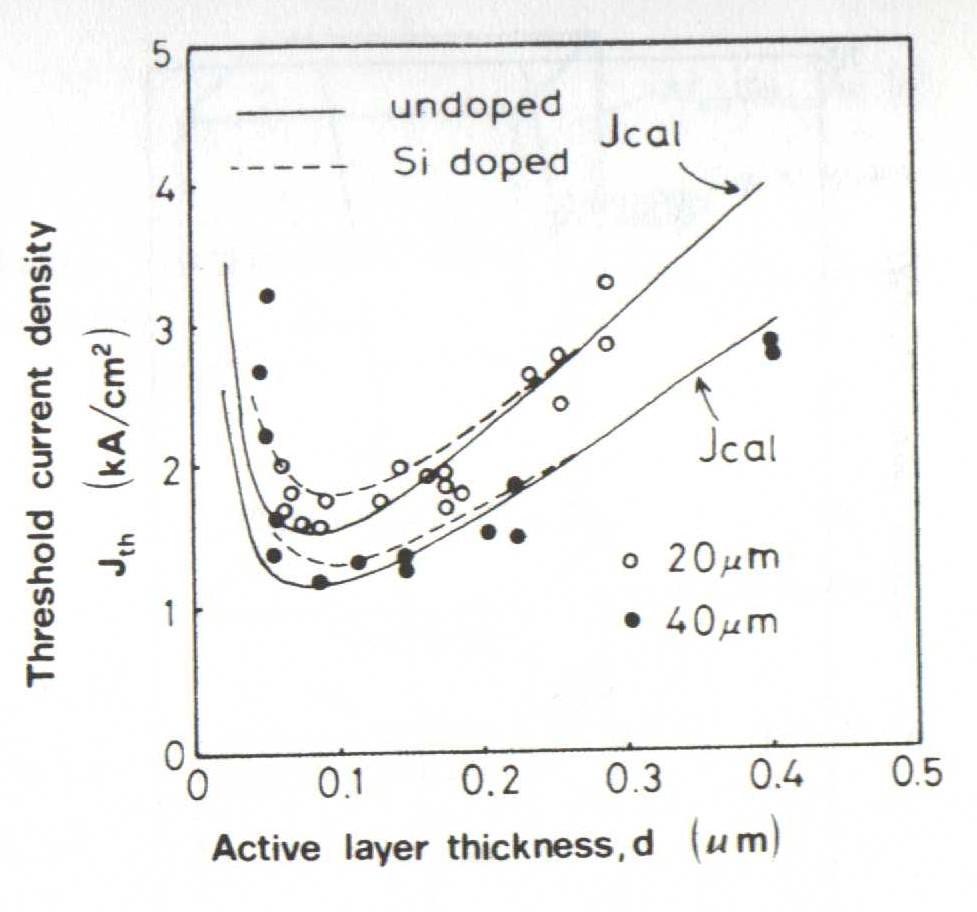 5
4
3
2
1
0
Threshold current density
Jth (kA/cm²)
undoped
Si doped
Jcal
Jcal
20μm
40μm
0 0.1 0.2 0.3 0.4 0.5
Active layer thickness, d (μm)